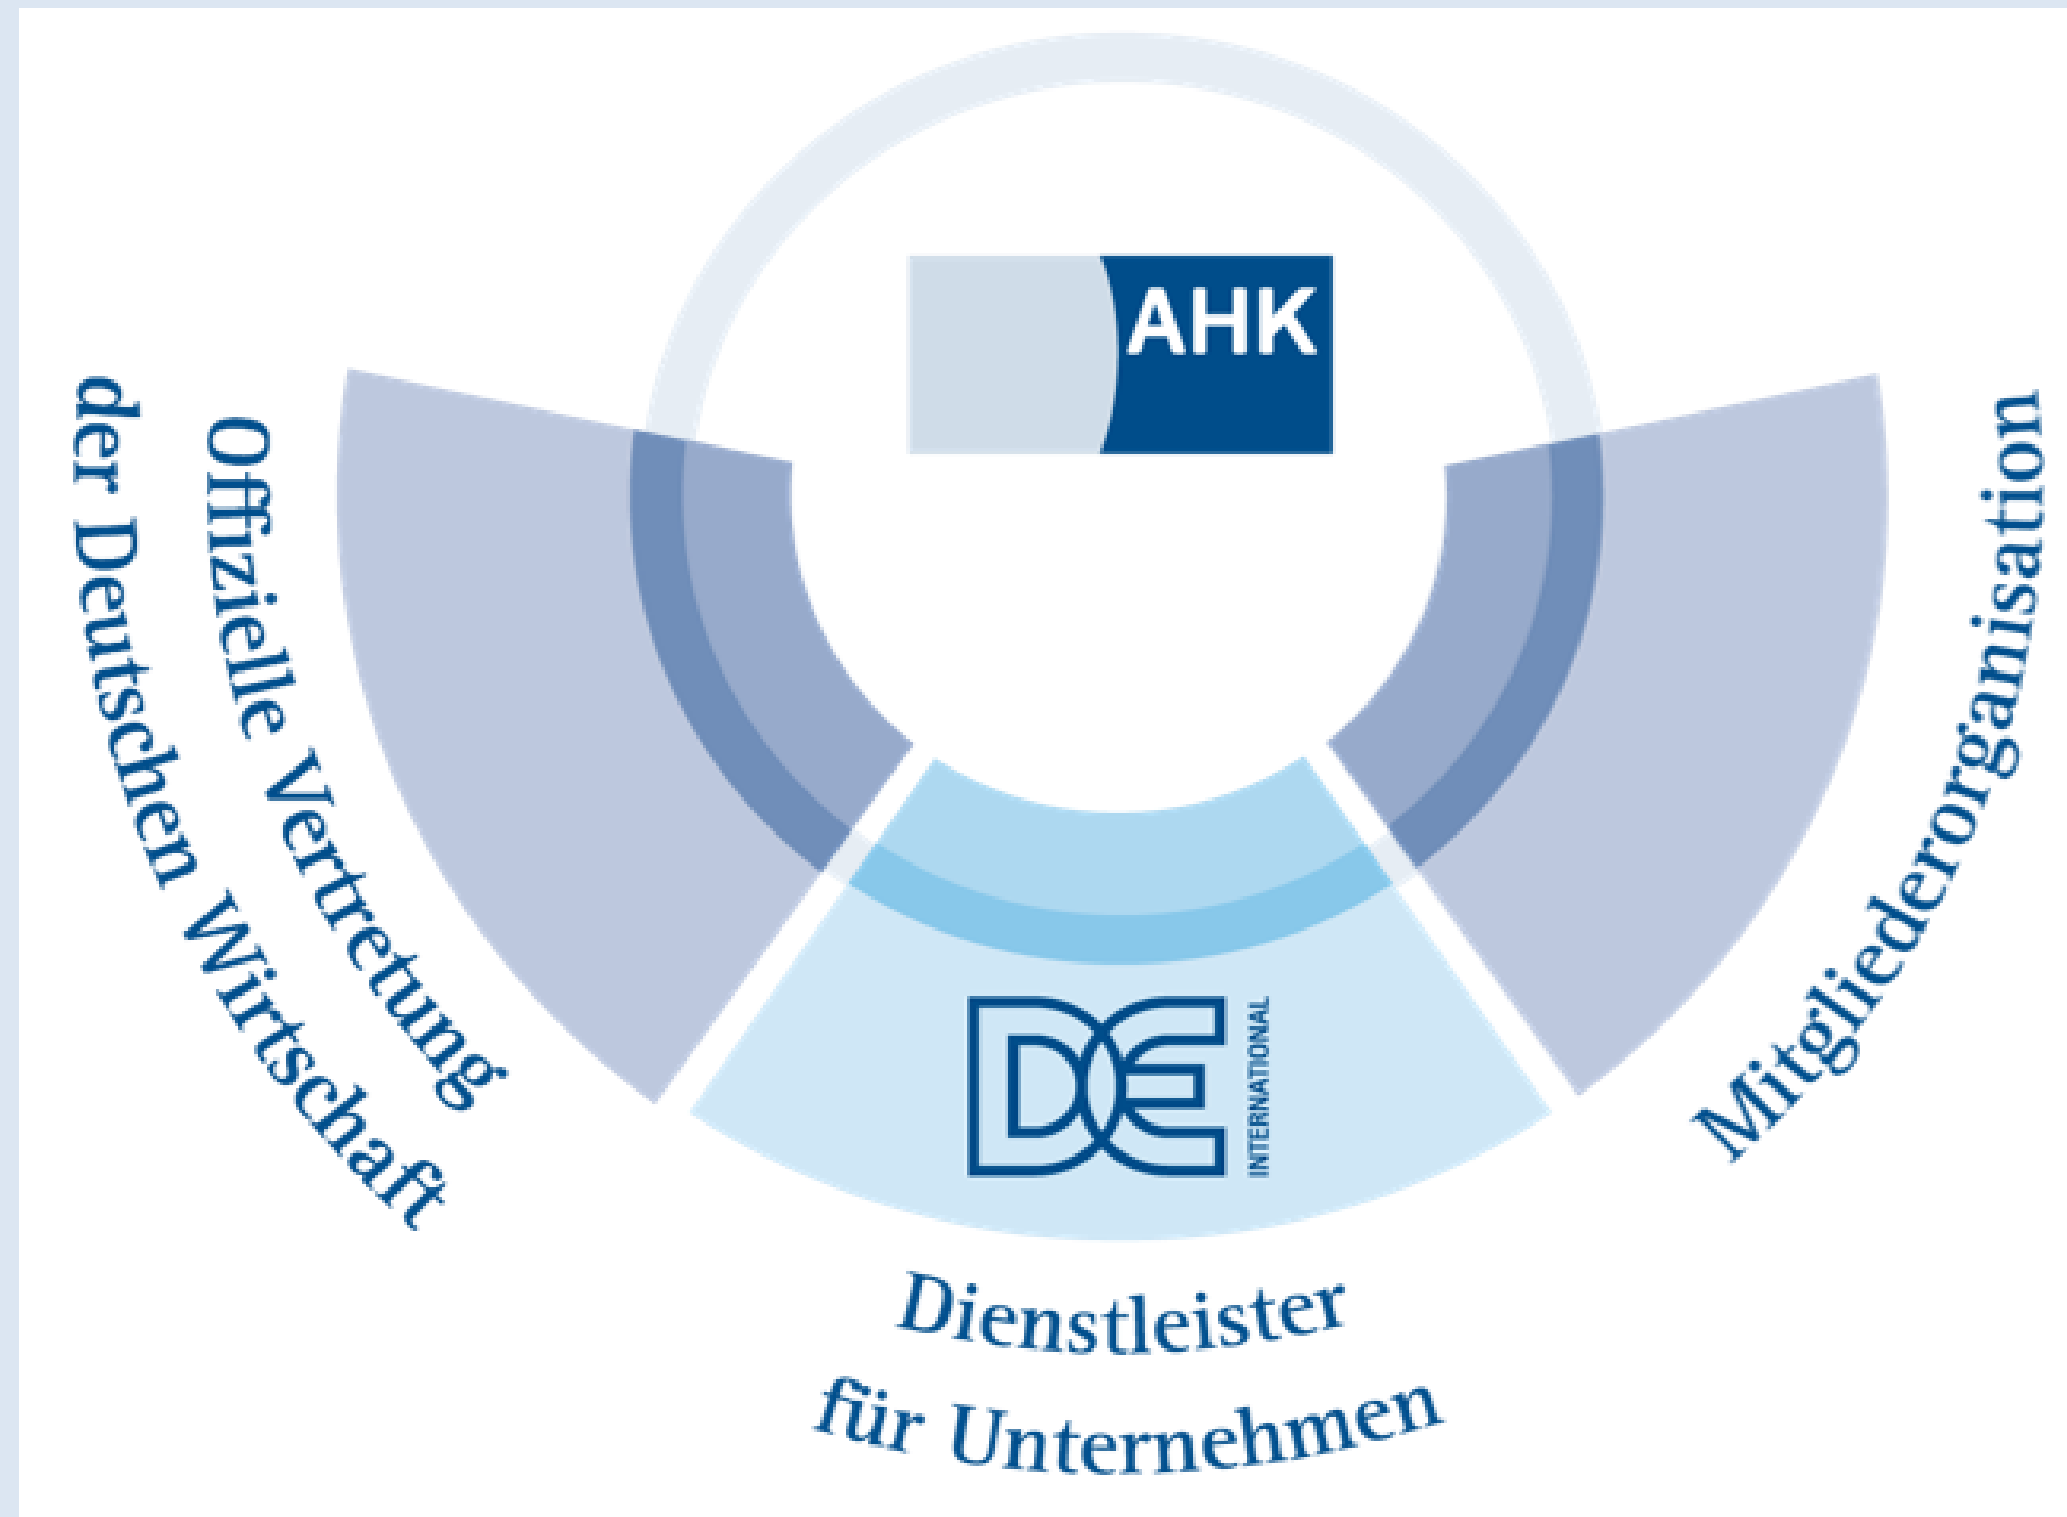 AHK
Offizielle Vertretung
der Deutschen Wirtschaft
DE
INTERNATIONAL
Dienstleister
für Unternehmen
Mitgliederorganisation